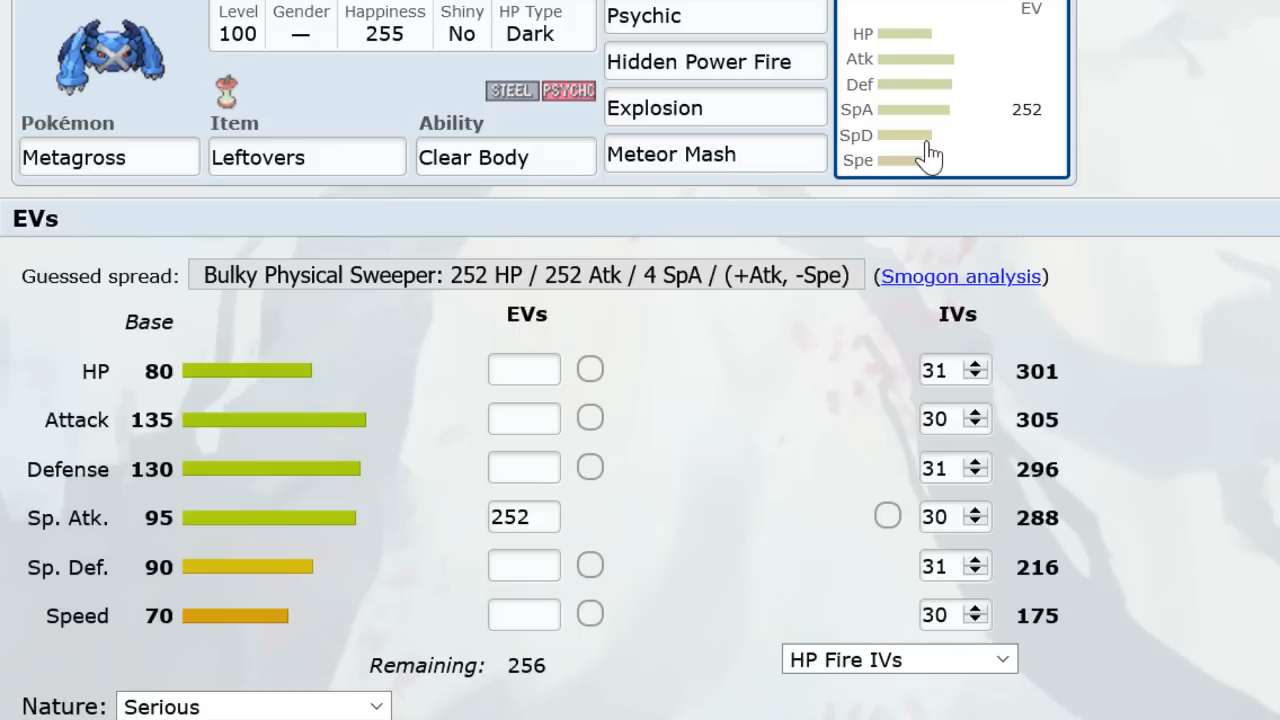 Level Gender Happiness Shiny HP Type
100 — 255 No Dark
STEEL PSYCHC
Pokémon Item Ability
Metagross Leftovers Clear Body
Psychic
Hidden Power Fire
Explosion
Meteor Mash
EV
HP
Atk
Def
SpA 252
SpD
Spe
EVs
Guessed spread: Bulky Physical Sweeper: 252 HP / 252 Atk / 4 SpA / (+Atk, -Spe) (Smogon analysis)
Base EVs IVs
HP 80 31 301
Attack 135 30 305
Defense 130 31 296
Sp. Atk. 95 252 30 288
Sp. Def. 90 31 216
Speed 70 30 175
Remaining: 256 HP Fire IVs
Nature: Serious